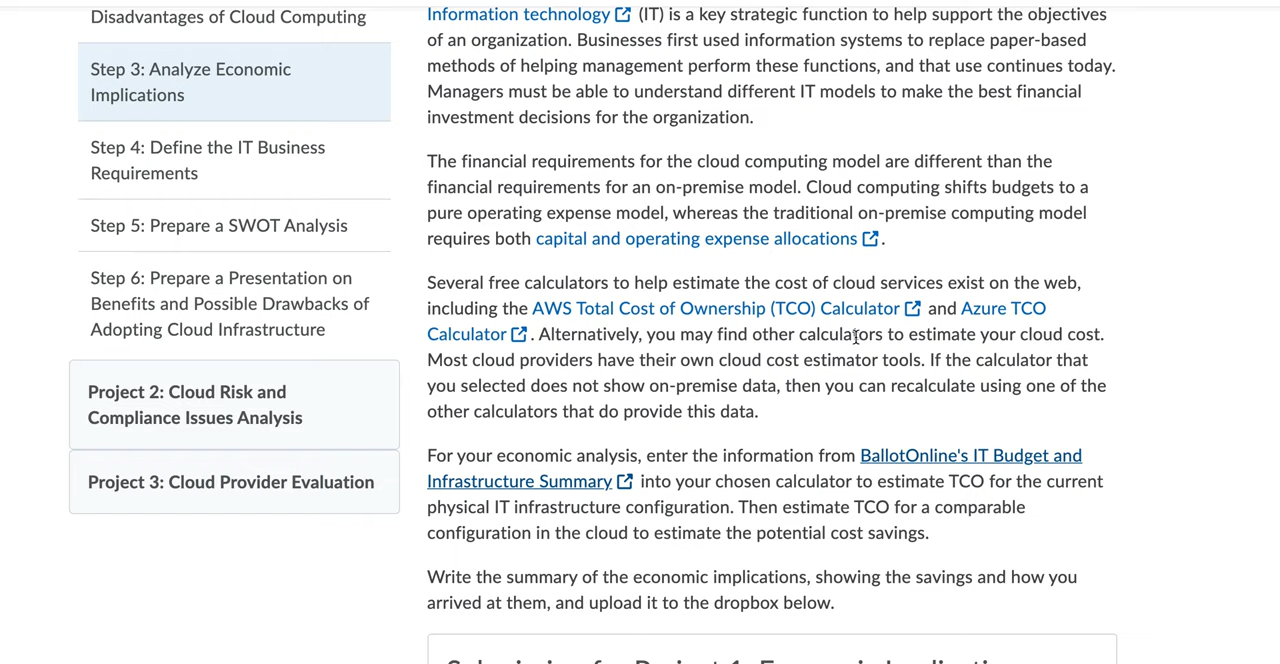 Disadvantages of Cloud Computing
Step 3: Analyze Economic
Implications
Step 4: Define the IT Business
Requirements
Step 5: Prepare a SWOT Analysis
Step 6: Prepare a Presentation on
Benefits and Possible Drawbacks of
Adopting Cloud Infrastructure
Project 2: Cloud Risk and
Compliance Issues Analysis
Project 3: Cloud Provider Evaluation
Information technology (IT) is a key strategic function to help support the objectives
of an organization. Businesses first used information systems to replace paper-based
methods of helping management perform these functions, and that use continues today.
Managers must be able to understand different IT models to make the best financial
investment decisions for the organization.
The financial requirements for the cloud computing model are different than the
financial requirements for an on-premise model. Cloud computing shifts budgets to a
pure operating expense model, whereas the traditional on-premise computing model
requires both capital and operating expense allocations.
Several free calculators to help estimate the cost of cloud services exist on the web,
including the AWS Total Cost of Ownership (TCO) Calculator and Azure TCO
Calculator. Alternatively, you may find other calculators to estimate your cloud cost.
Most cloud providers have their own cloud cost estimator tools. If the calculator that
you selected does not show on-premise data, then you can recalculate using one of the
other calculators that do provide this data.
For your economic analysis, enter the information from BallotOnline's IT Budget and
Infrastructure Summary into your chosen calculator to estimate TCO for the current
physical IT infrastructure configuration. Then estimate TCO for a comparable
configuration in the cloud to estimate the potential cost savings.
Write the summary of the economic implications, showing the savings and how you
arrived at them, and upload it to the dropbox below.